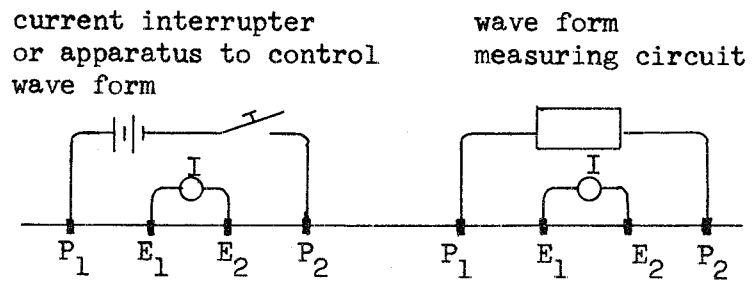 current interrupter
or apparatus to control
wave form
wave form
measuring circuit
I
I
P1 E1 E2 P2
P1 E1 E2 P2